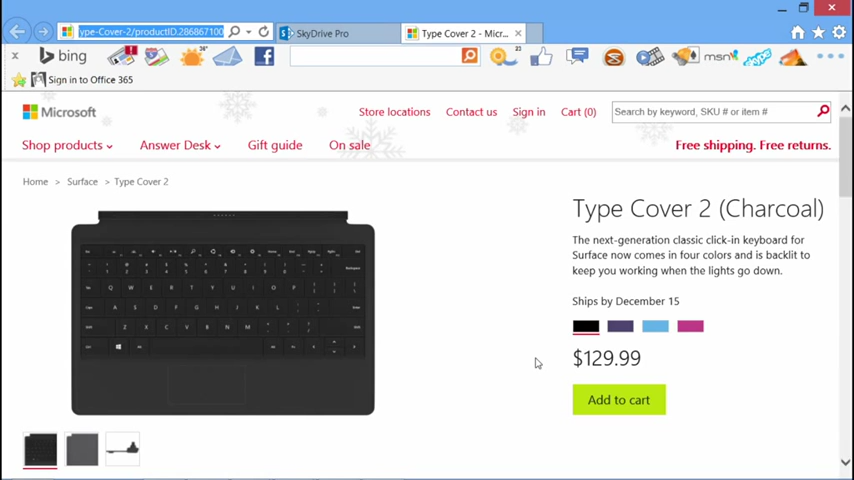 ype-Cover-2/productID.286867100
SkyDrive Pro
Type Cover 2 - Micr...
bing
38°
23
msn
skype
Sign in to Office 365
Microsoft
Store locations
Contact us
Sign in
Cart (0)
Search by keyword, SKU # or item #
Shop products
Answer Desk
Gift guide
On sale
Free shipping. Free returns.
Home > Surface > Type Cover 2
Type Cover 2 (Charcoal)
The next-generation classic click-in keyboard for
Surface now comes in four colors and is backlit to
keep you working when the lights go down.
Ships by December 15
$129.99
Add to cart
Q W E R T Y U I O P
A S D F G H J K L
Z X C V B N M